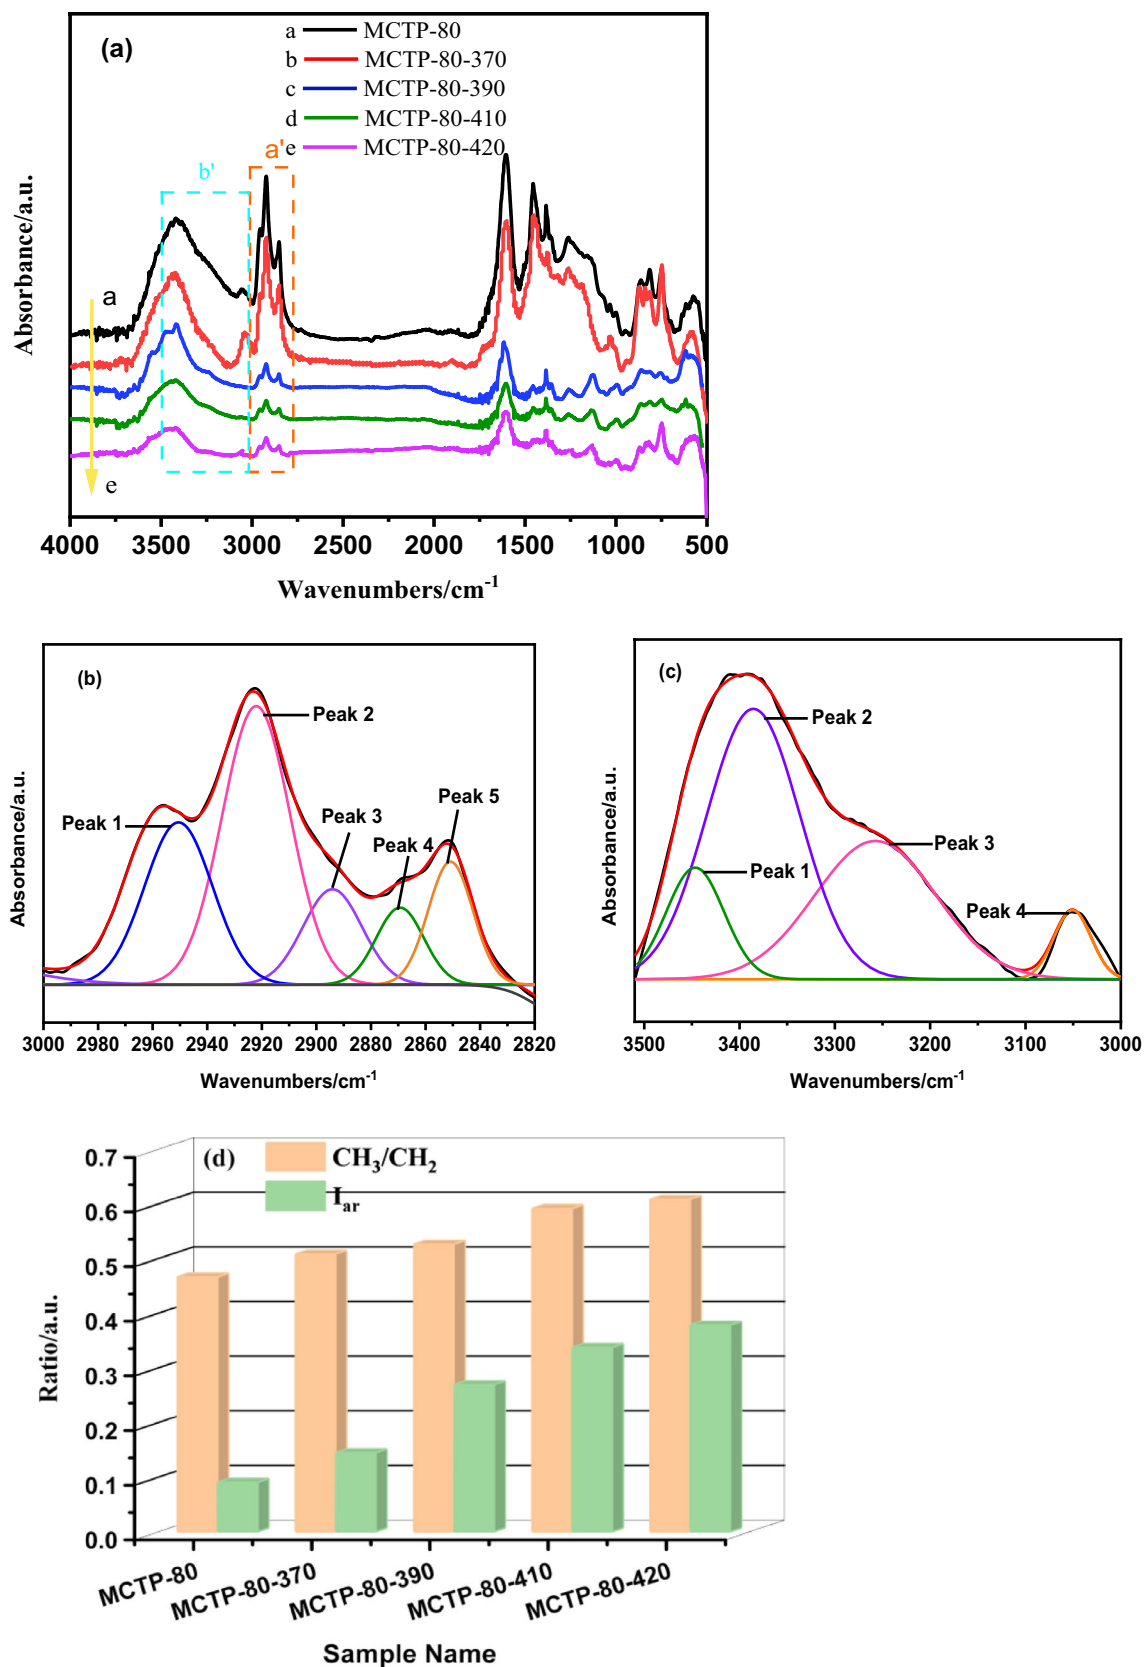 (a)
a MCTP-80
b MCTP-80-370
c MCTP-80-390
d MCTP-80-410
e MCTP-80-420
a'
b'
a
e
Absorbance/a.u.
4000 3500 3000 2500 2000 1500 1000 500
Wavenumbers/cm-1
(b)
Peak 1
Peak 2
Peak 3
Peak 4
Peak 5
Absorbance/a.u.
3000 2980 2960 2940 2920 2900 2880 2860 2840 2820
Wavenumbers/cm-1
(c)
Peak 1
Peak 2
Peak 3
Peak 4
Absorbance/a.u.
3500 3400 3300 3200 3100 3000
Wavenumbers/cm-1
(d)
CH3/CH2
Iar
0.7
0.6
0.5
0.4
0.3
0.2
0.1
0.0
Ratio/a.u.
MCTP-80
MCTP-80-370
MCTP-80-390
MCTP-80-410
MCTP-80-420
Sample Name